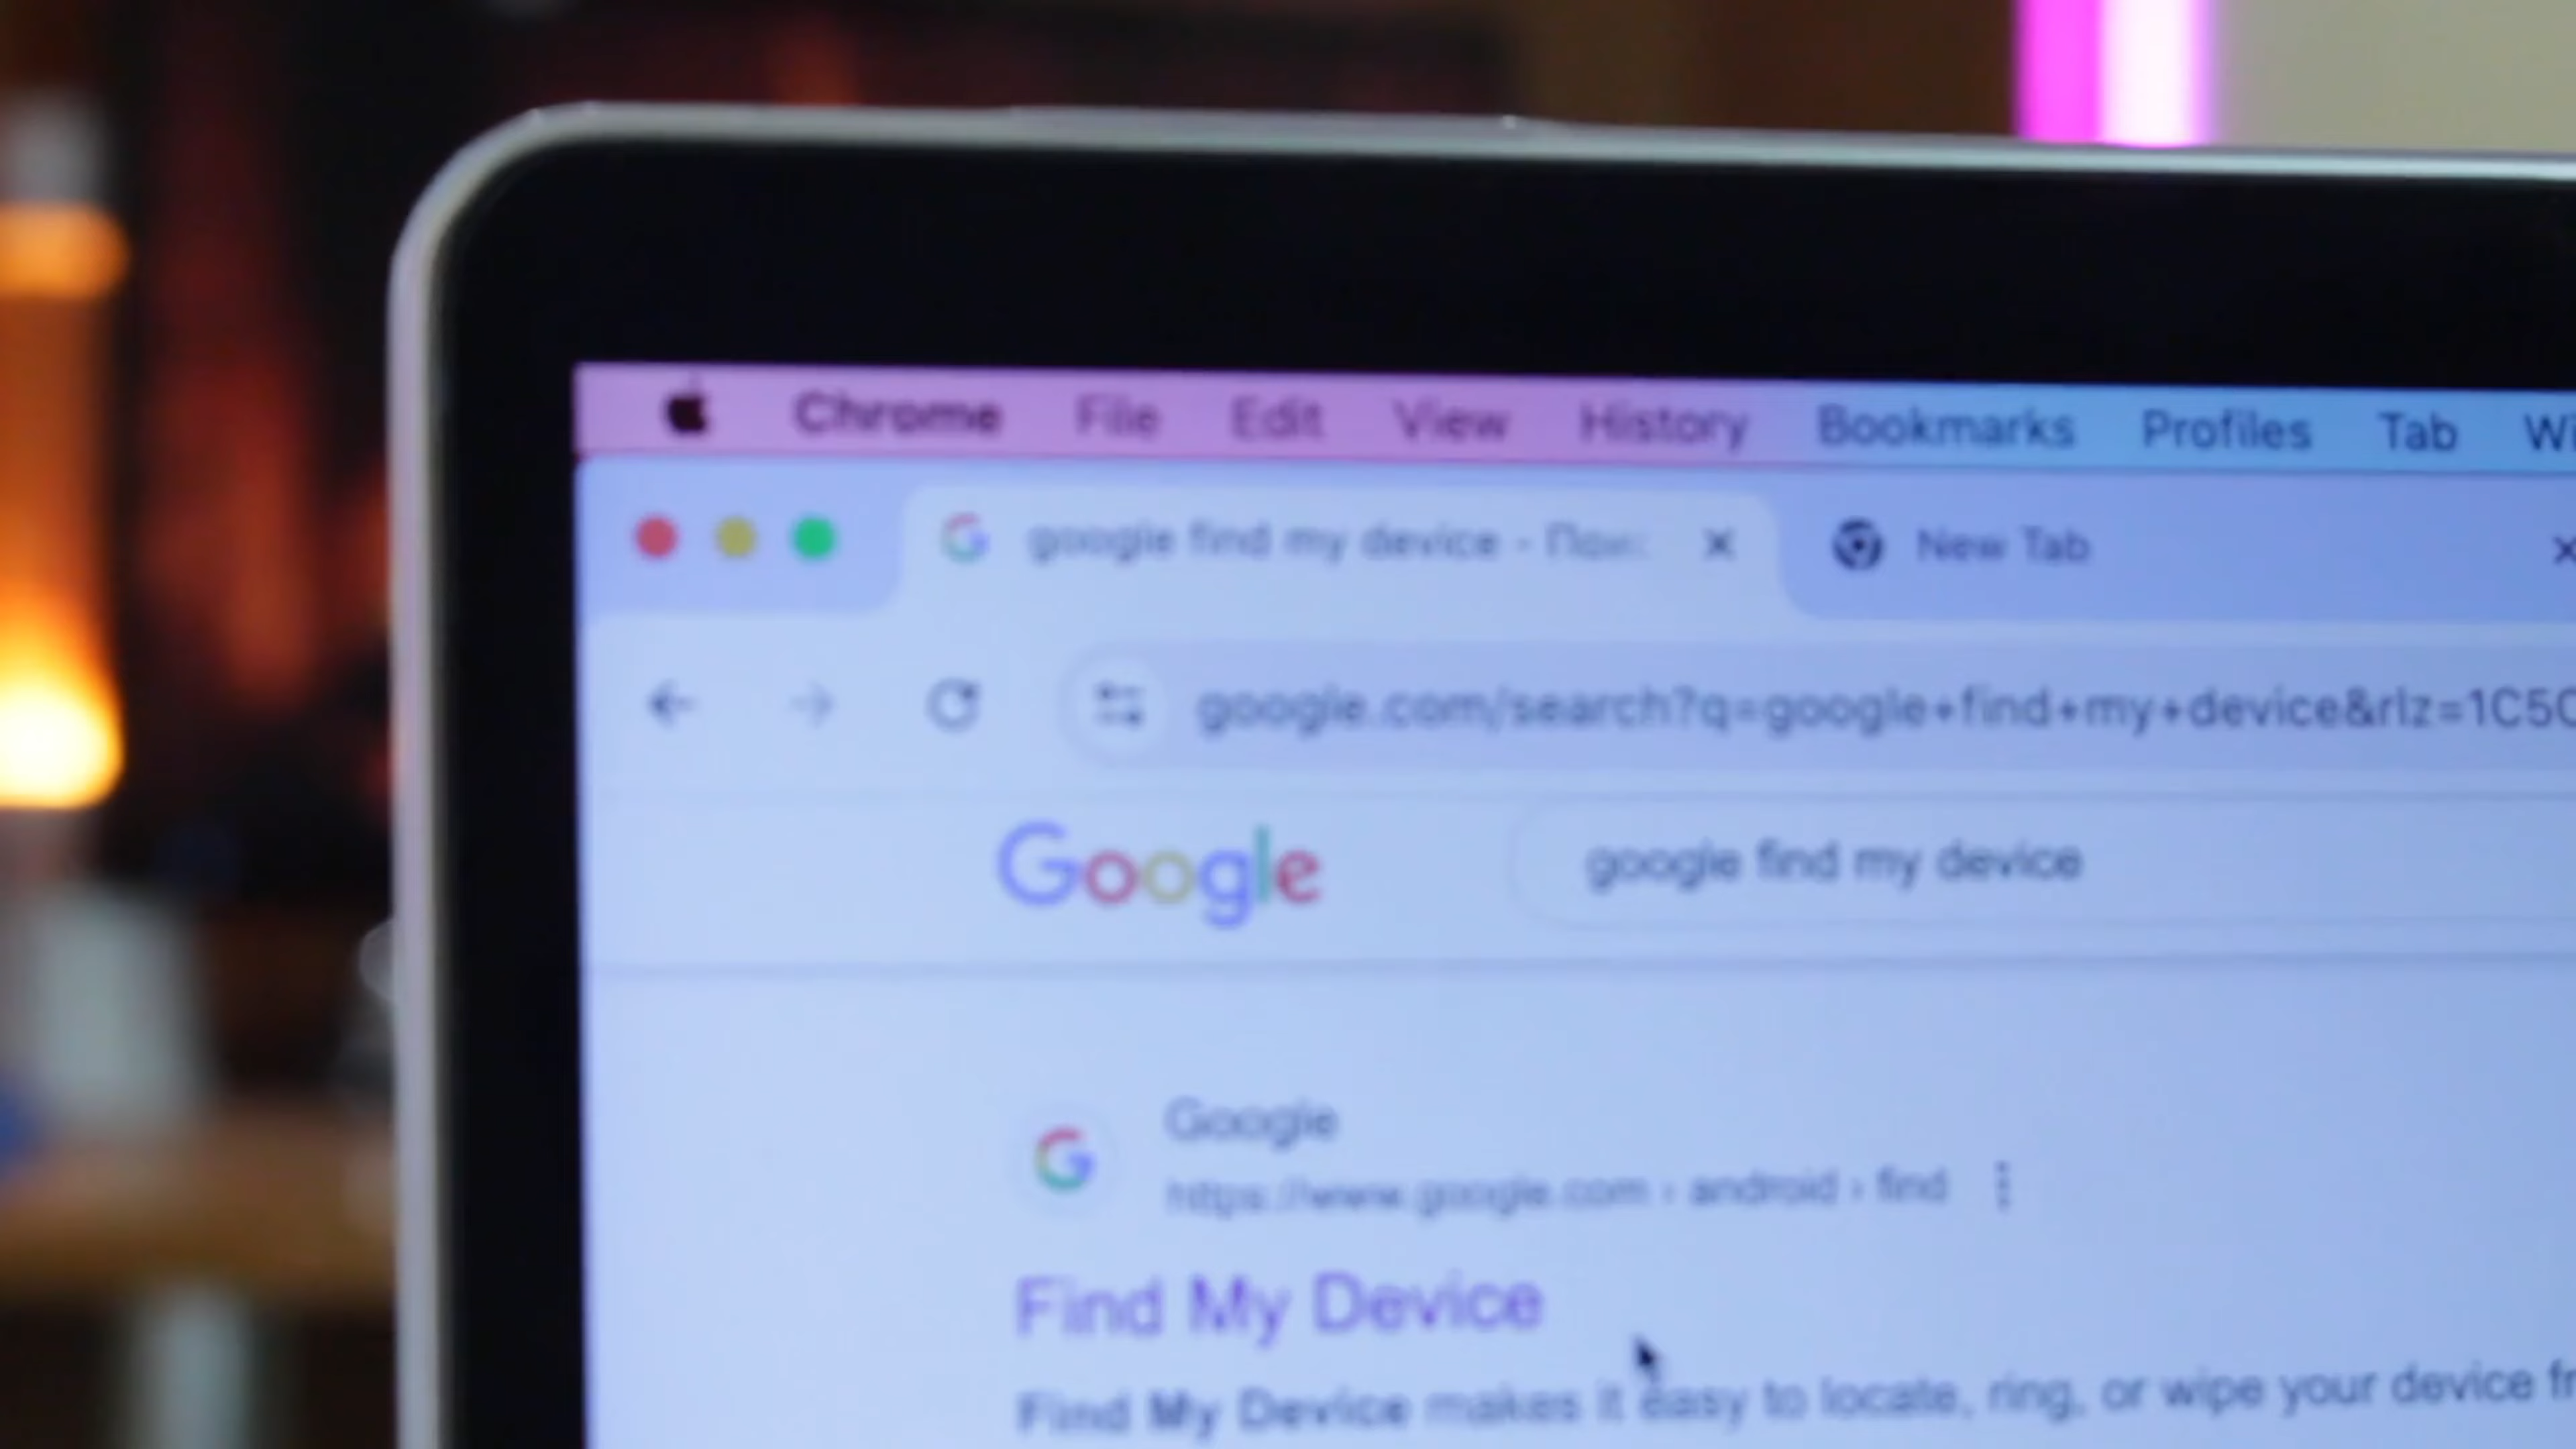 Chrome File Edit View History Bookmarks Profiles Tab
google find my device -
New Tab
google.com/search?q=google+find+my+device&rlz=1C5
Google
google find my device
Google
https://www.google.com › android › find
Find My Device
Find My Device makes it easy to locate, ring, or wipe your device